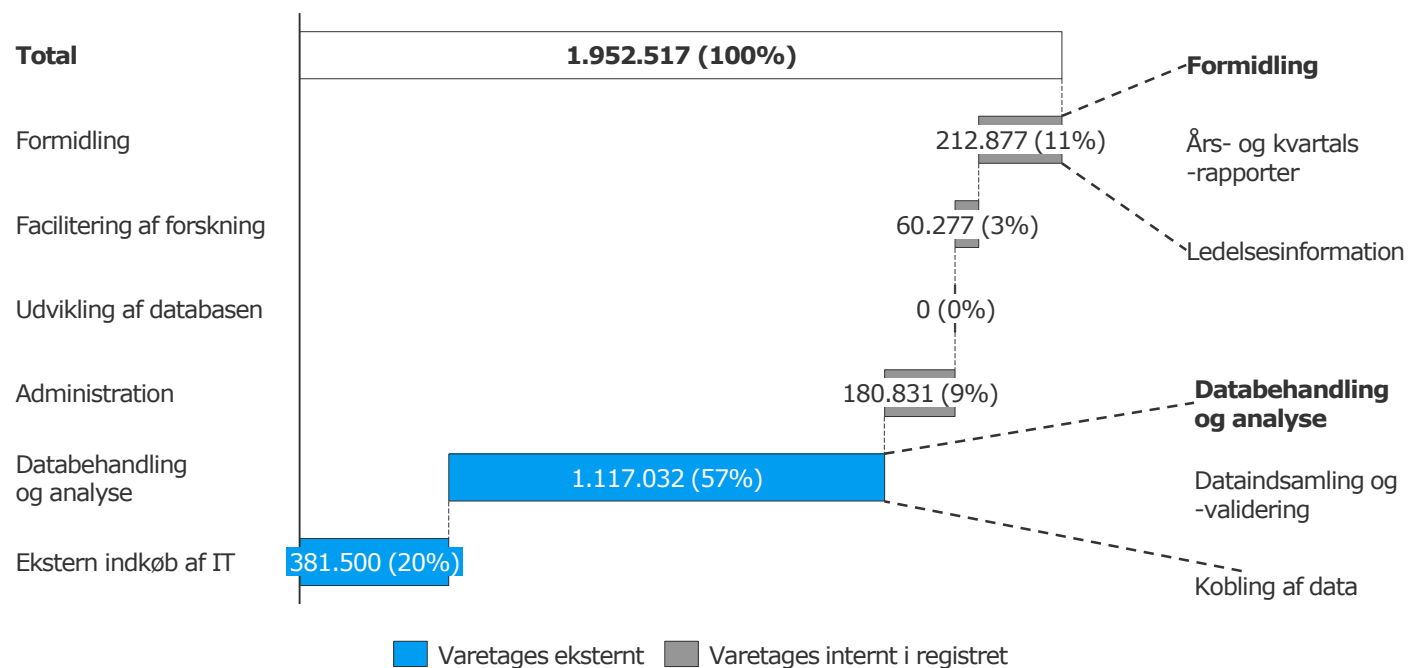 Total
1.952.517 (100%)
Formidling
212.877 (11%)
Facilitering af forskning
60.277 (3%)
Udvikling af databasen
0 (0%)
Administration
180.831 (9%)
Databehandling
og analyse
1.117.032 (57%)
Ekstern indkøb af IT
381.500 (20%)
Formidling
Års- og kvartals
-rapporter
Ledelsesinformation
Databehandling
og analyse
Dataindsamling og
-validering
Kobling af data
Varetages eksternt
Varetages internt i registret